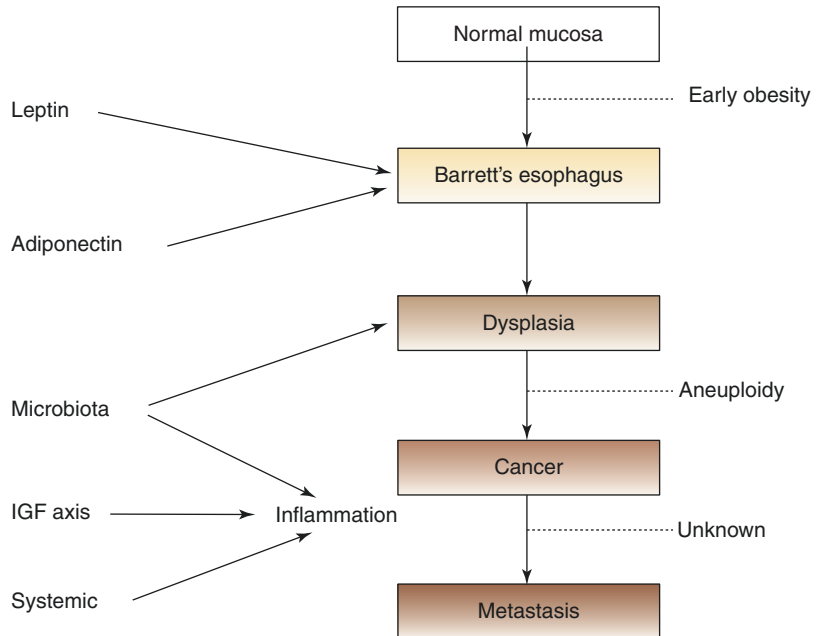 Normal mucosa
Early obesity
Leptin
Barrett's esophagus
Adiponectin
Dysplasia
Aneuploidy
Microbiota
Cancer
IGF axis
Inflammation
Unknown
Systemic
Metastasis